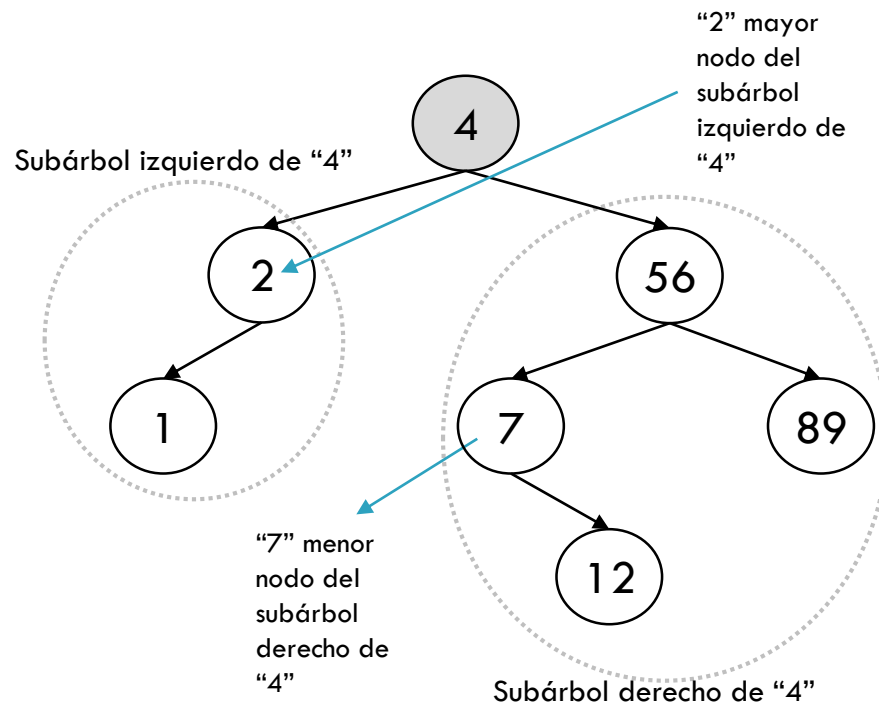 “2” mayor
nodo del
subárbol
izquierdo de
“4”
4
Subárbol izquierdo de “4”
2
56
1
7
89
“7” menor
nodo del
subárbol
derecho de
“4”
12
Subárbol derecho de “4”